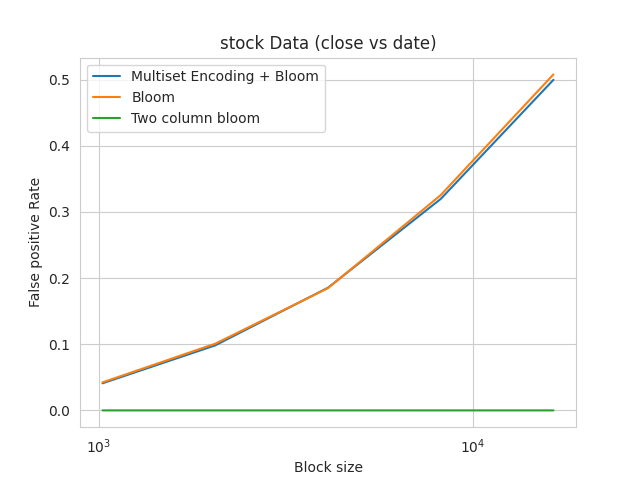 stock Data (close vs date)
Multiset Encoding + Bloom
Bloom
Two column bloom
False positive Rate
0.5
0.4
0.3
0.2
0.1
0.0
10³
10⁴
Block size